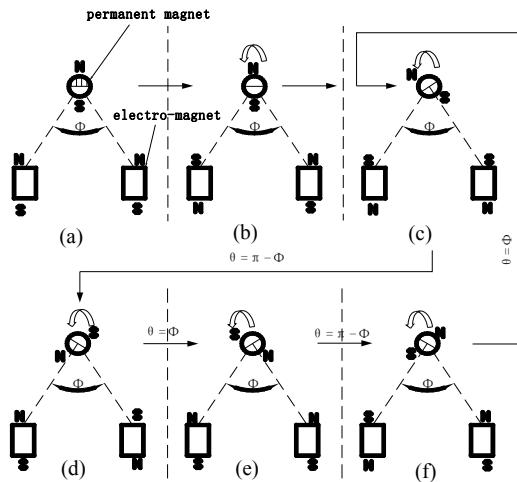 permanent magnet
N
N
N
S
S
S
electro-magnet
Φ
Φ
Φ
N
N
S
N
S
S
S
S
N
S
N
N
(a)
(b)
(c)
θ = π − Φ
θ = Φ
S
N
θ = Φ
S
N
θ = π − Φ
N
S
Φ
Φ
Φ
N
S
N
N
S
N
S
N
S
S
N
S
(d)
(e)
(f)